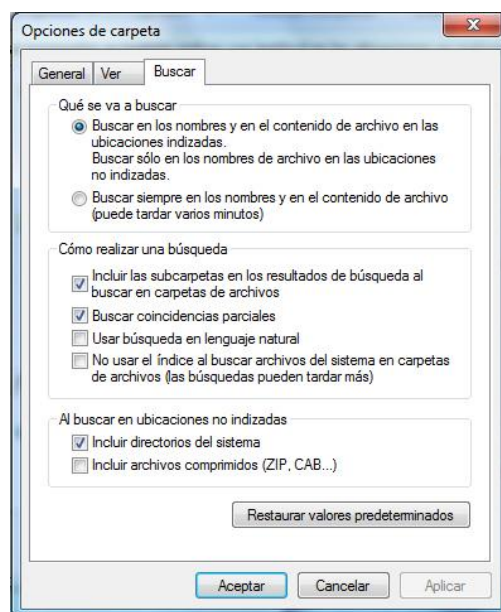 Opciones de carpeta
General
Ver
Buscar
Qué se va a buscar
Buscar en los nombres y en el contenido de archivo en las
ubicaciones indizadas.
Buscar sólo en los nombres de archivo en las ubicaciones
no indizadas.
Buscar siempre en los nombres y en el contenido de archivo
(puede tardar varios minutos)
Cómo realizar una búsqueda
Incluir las subcarpetas en los resultados de búsqueda al
buscar en carpetas de archivos
Buscar coincidencias parciales
Usar búsqueda en lenguaje natural
No usar el índice al buscar archivos del sistema en carpetas
de archivos (las búsquedas pueden tardar más)
Al buscar en ubicaciones no indizadas
Incluir directorios del sistema
Incluir archivos comprimidos (ZIP, CAB...)
Restaurar valores predeterminados
Aceptar
Cancelar
Aplicar